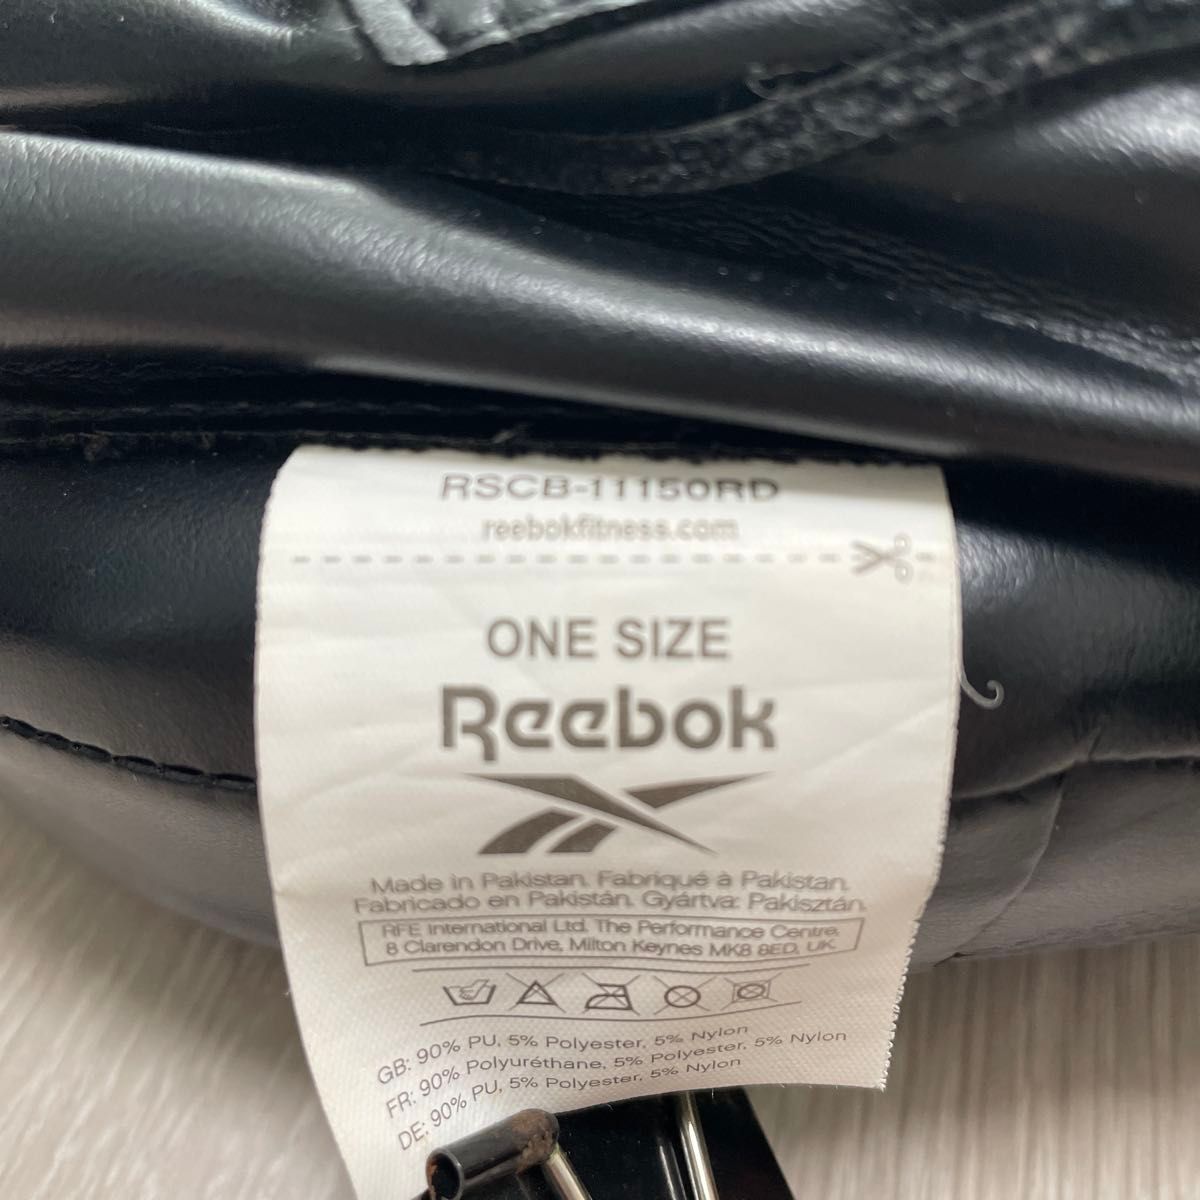 RSCB-11150RD
reebokfitness.com
ONE SIZE
Reebok
Made in Pakistan. Fabriqué à Pakistan.
Fabricado en Pakistán. Gyártva: Pakisztán.
RFE International Ltd. The Performance Centre,
8 Clarendon Drive, Milton Keynes MK8 8ED, UK.
GB: 90% PU, 5% Polyester, 5% Nylon
FR: 90% Polyuréthane, 5% Polyester, 5% Nylon
DE: 90% PU, 5% Polyester, 5% Nylon